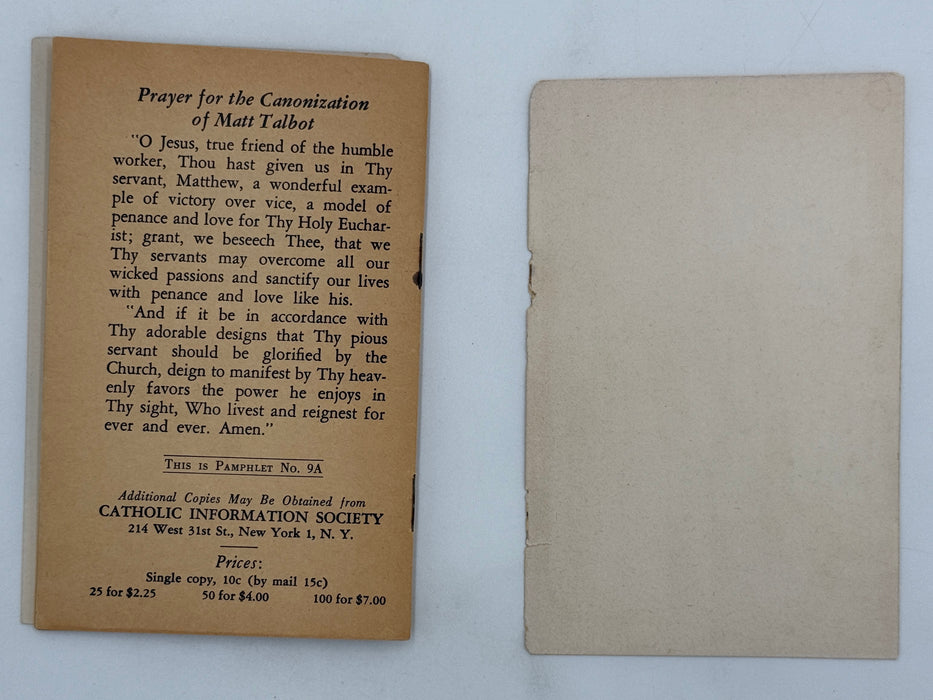 Prayer for the Canonization
of Matt Talbot
"O Jesus, true friend of the humble
worker, Thou hast given us in Thy
servant, Matthew, a wonderful exam-
ple of victory over vice, a model of
penance and love for Thy Holy Euchar-
ist; grant, we beseech Thee, that we
Thy servants may overcome all our
wicked passions and sanctify our lives
with penance and love like his.
"And if it be in accordance with
Thy adorable designs that Thy pious
servant should be glorified by the
Church, deign to manifest by Thy heav-
enly favors the power he enjoys in
Thy sight, Who livest and reignest for
ever and ever. Amen."
THIS IS PAMPHLET NO. 9A
Additional Copies May Be Obtained from
CATHOLIC INFORMATION SOCIETY
214 West 31st St., New York 1, N. Y.
Prices:
Single copy, 10c (by mail 15c)
25 for $2.25 50 for $4.00 100 for $7.00